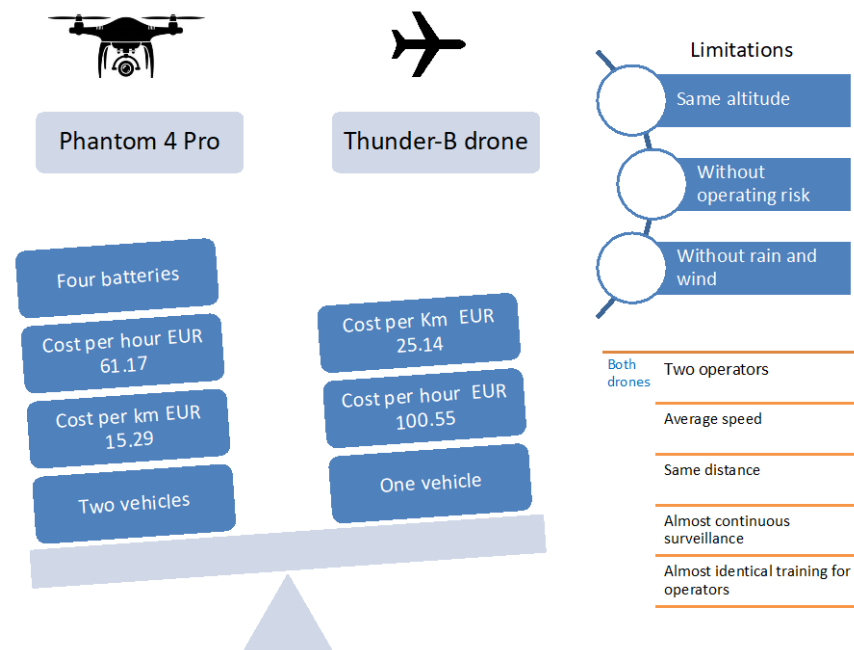 Phantom 4 Pro
Thunder-B drone
Four batteries
Cost per hour EUR
61.17
Cost per km EUR
15.29
Two vehicles
Cost per Km EUR
25.14
Cost per hour EUR
100.55
One vehicle
Limitations
Same altitude
Without
operating risk
Without rain and
wind
Both
drones
Two operators
Average speed
Same distance
Almost continuous
surveillance
Almost identical training for
operators